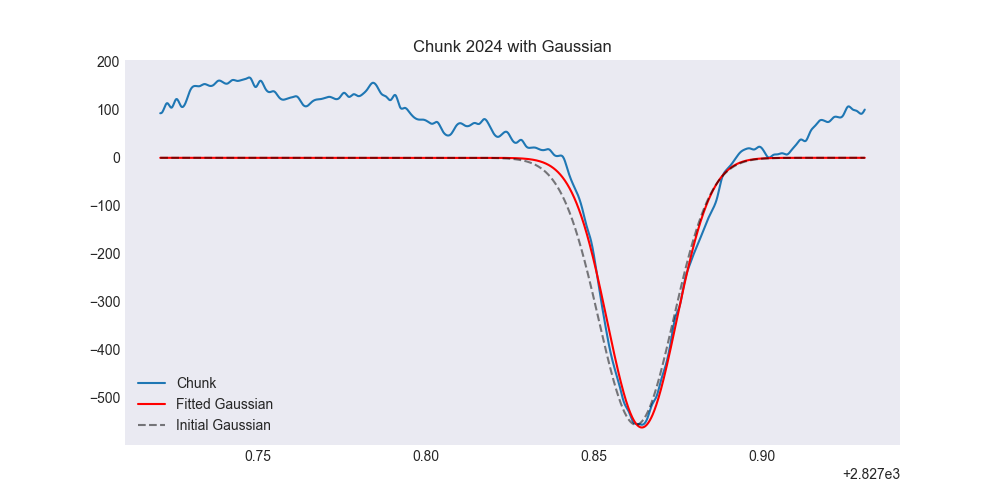 Chunk 2024 with Gaussian
200
100
0
−100
−200
−300
−400
−500
Chunk
Fitted Gaussian
Initial Gaussian
0.75 0.80 0.85 0.90
+2.827e3